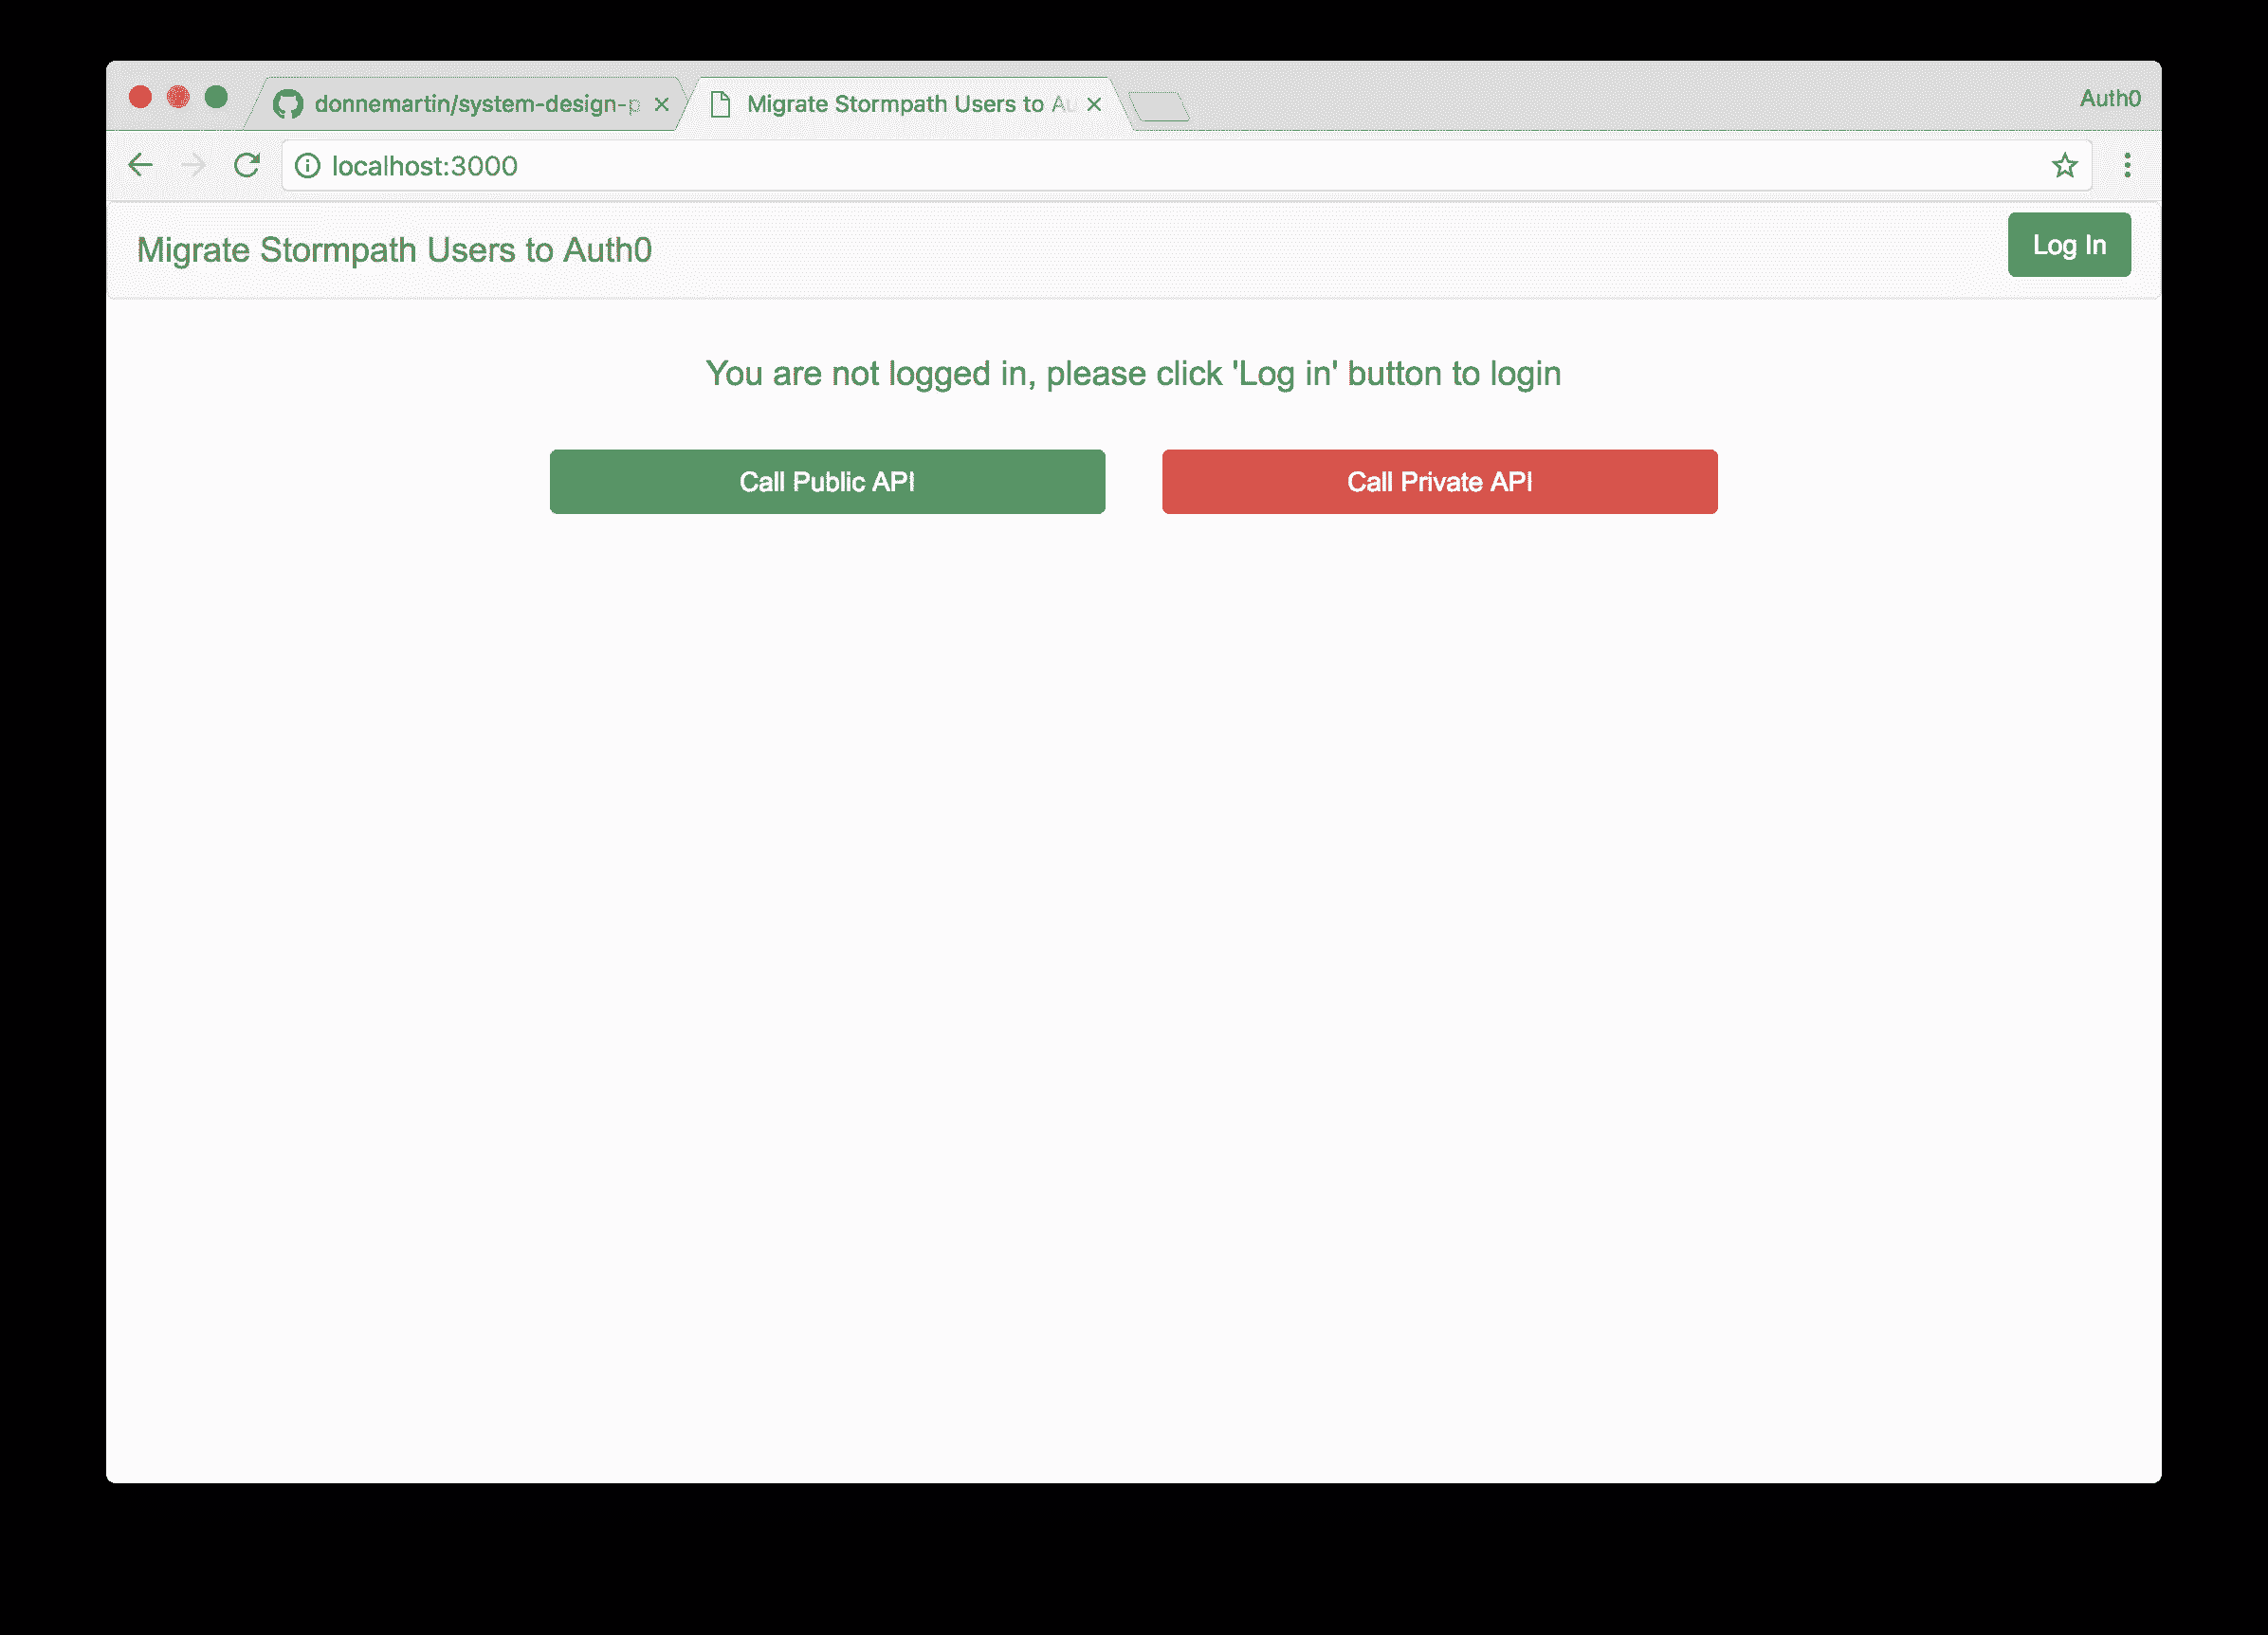 donnemartin/system-design-p
Migrate Stormpath Users to Au
Auth0
localhost:3000
Migrate Stormpath Users to Auth0
Log In
You are not logged in, please click 'Log in' button to login
Call Public API
Call Private API